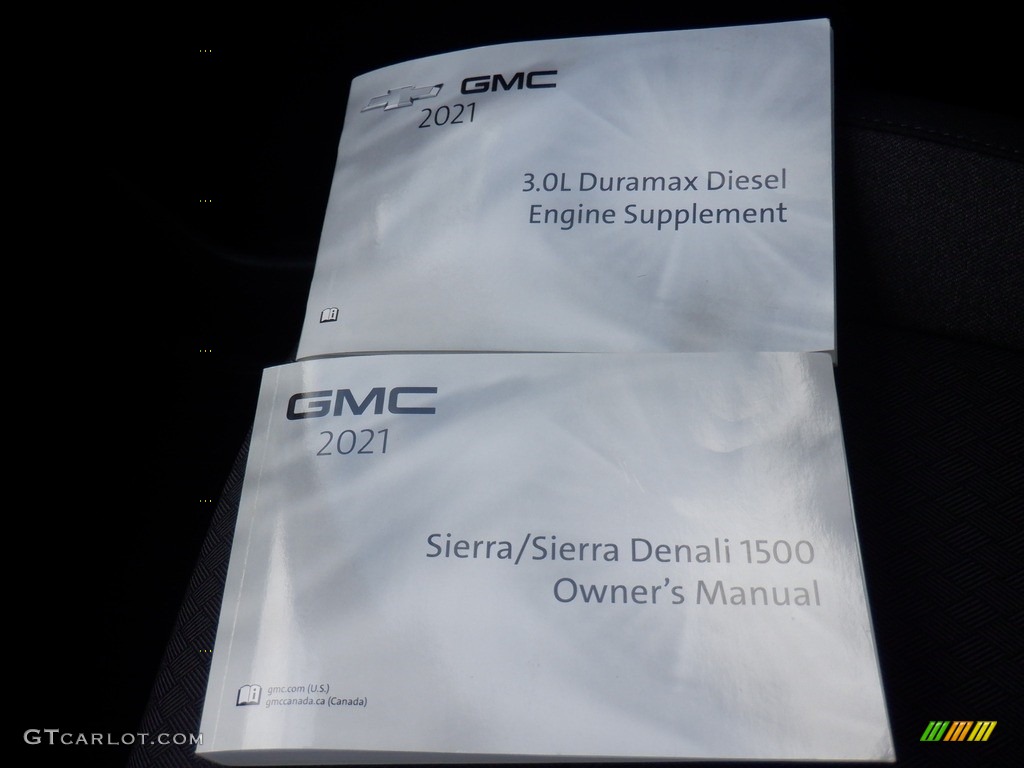 GMC
2021
3.0L Duramax Diesel
Engine Supplement
GMC
2021
Sierra/Sierra Denali 1500
Owner's Manual
gmc.com (U.S.)
gmccanada.ca (Canada)
GTCARLOT.COM